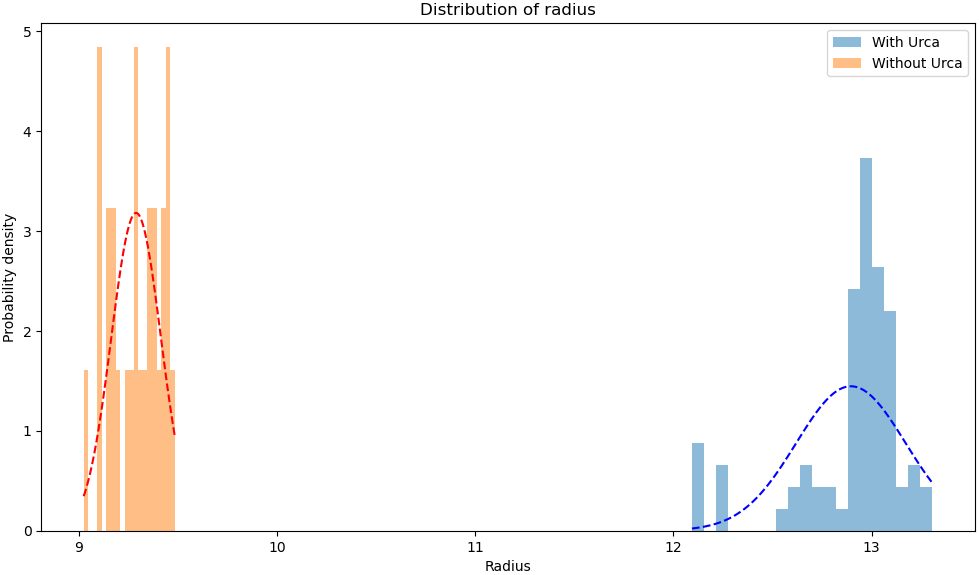 Distribution of radius
With Urca
Without Urca
Probability density
5
4
3
2
1
0
9 10 11 12 13
Radius